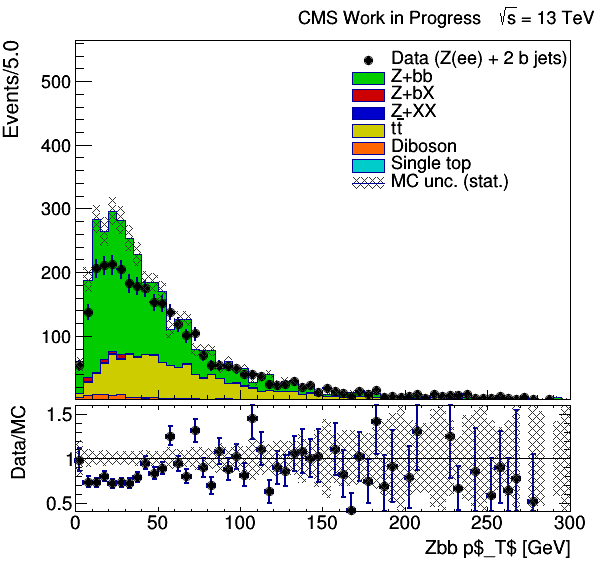 CMS Work in Progress √s = 13 TeV
Events/5.0
500
400
300
200
100
Data (Z(ee) + 2 b jets)
Z+bb
Z+bX
Z+XX
tt̄
Diboson
Single top
MC unc. (stat.)
Data/MC
1.5
1
0.5
0 50 100 150 200 250 300
Zbb p$_T$ [GeV]